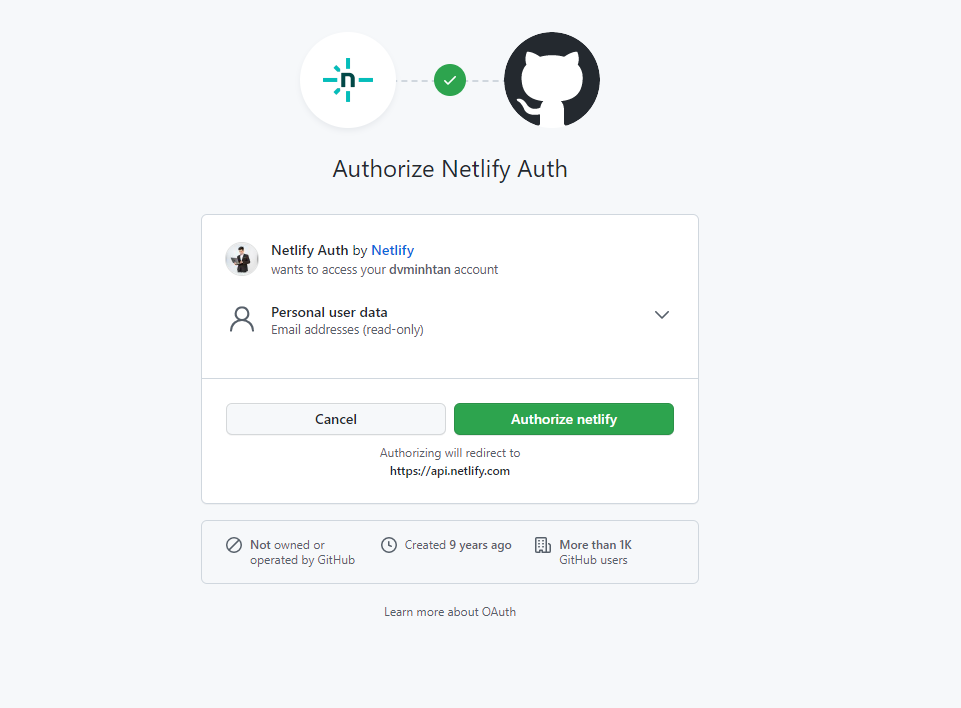 n
Authorize Netlify Auth
Netlify Auth by Netlify
wants to access your dvminhtan account
Personal user data
Email addresses (read-only)
Cancel
Authorize netlify
Authorizing will redirect to
https://api.netlify.com
Not owned or
operated by GitHub
Created 9 years ago
More than 1K
GitHub users
Learn more about OAuth